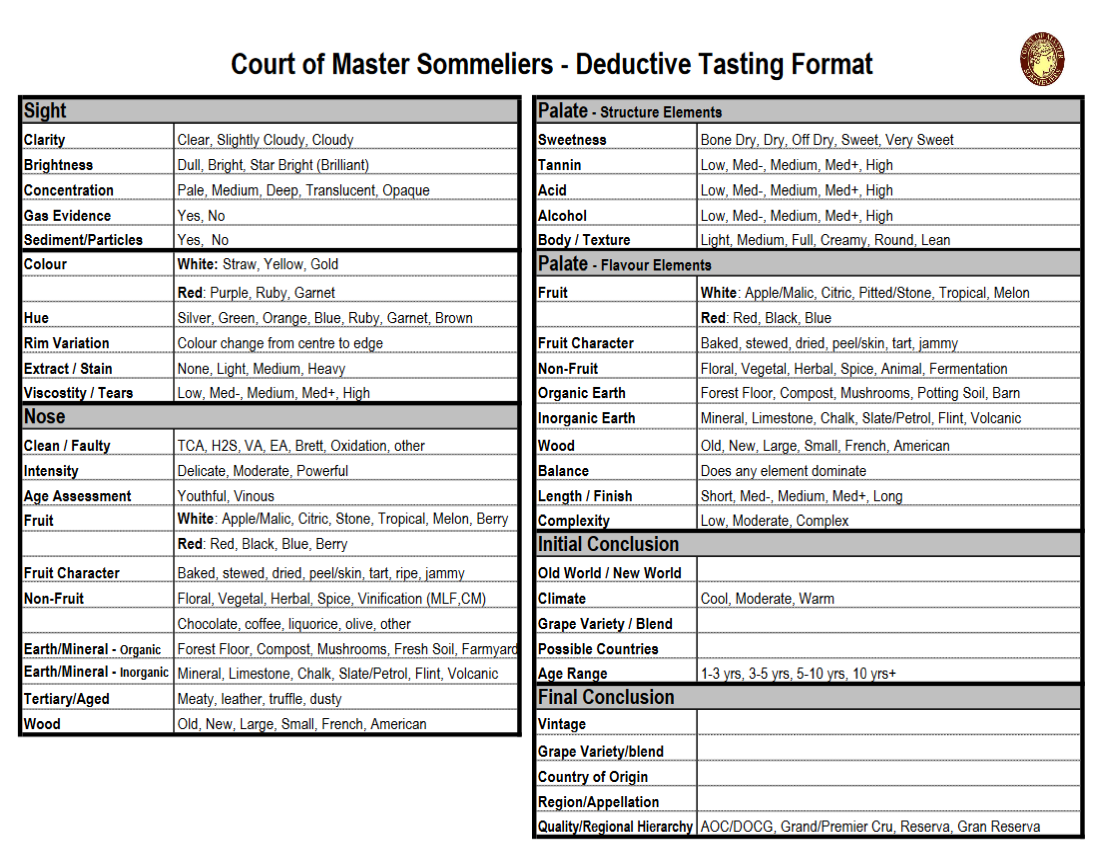 Court of Master Sommeliers - Deductive Tasting Format
COURT OF MASTER SOMMELIERS
Sight
Clarity Clear, Slightly Cloudy, Cloudy
Brightness Dull, Bright, Star Bright (Brilliant)
Concentration Pale, Medium, Deep, Translucent, Opaque
Gas Evidence Yes, No
Sediment/Particles Yes, No
Colour White: Straw, Yellow, Gold
Red: Purple, Ruby, Garnet
Hue Silver, Green, Orange, Blue, Ruby, Garnet, Brown
Rim Variation Colour change from centre to edge
Extract / Stain None, Light, Medium, Heavy
Viscostity / Tears Low, Med-, Medium, Med+, High
Nose
Clean / Faulty TCA, H2S, VA, EA, Brett, Oxidation, other
Intensity Delicate, Moderate, Powerful
Age Assessment Youthful, Vinous
Fruit White: Apple/Malic, Citric, Stone, Tropical, Melon, Berry
Red: Red, Black, Blue, Berry
Fruit Character Baked, stewed, dried, peel/skin, tart, ripe, jammy
Non-Fruit Floral, Vegetal, Herbal, Spice, Vinification (MLF,CM)
Chocolate, coffee, liquorice, olive, other
Earth/Mineral - Organic Forest Floor, Compost, Mushrooms, Fresh Soil, Farmyard
Earth/Mineral - Inorganic Mineral, Limestone, Chalk, Slate/Petrol, Flint, Volcanic
Tertiary/Aged Meaty, leather, truffle, dusty
Wood Old, New, Large, Small, French, American
Palate - Structure Elements
Sweetness Bone Dry, Dry, Off Dry, Sweet, Very Sweet
Tannin Low, Med-, Medium, Med+, High
Acid Low, Med-, Medium, Med+, High
Alcohol Low, Med-, Medium, Med+, High
Body / Texture Light, Medium, Full, Creamy, Round, Lean
Palate - Flavour Elements
Fruit White: Apple/Malic, Citric, Pitted/Stone, Tropical, Melon
Red: Red, Black, Blue
Fruit Character Baked, stewed, dried, peel/skin, tart, jammy
Non-Fruit Floral, Vegetal, Herbal, Spice, Animal, Fermentation
Organic Earth Forest Floor, Compost, Mushrooms, Potting Soil, Barn
Inorganic Earth Mineral, Limestone, Chalk, Slate/Petrol, Flint, Volcanic
Wood Old, New, Large, Small, French, American
Balance Does any element dominate
Length / Finish Short, Med-, Medium, Med+, Long
Complexity Low, Moderate, Complex
Initial Conclusion
Old World / New World
Climate Cool, Moderate, Warm
Grape Variety / Blend
Possible Countries
Age Range 1-3 yrs, 3-5 yrs, 5-10 yrs, 10 yrs+
Final Conclusion
Vintage
Grape Variety/blend
Country of Origin
Region/Appellation
Quality/Regional Hierarchy AOC/DOCG, Grand/Premier Cru, Reserva, Gran Reserva